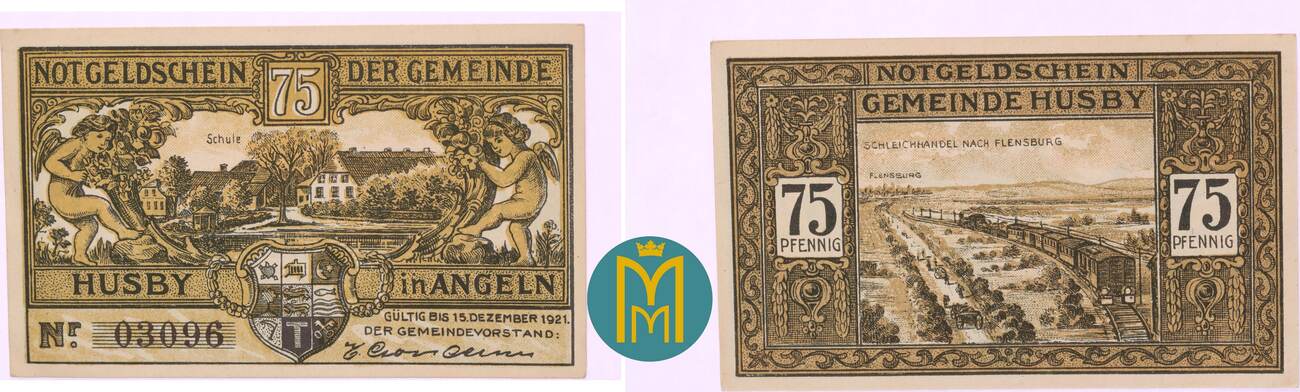 NOTGELDSCHEIN 75 DER GEMEINDE
Schule
HUSBY in ANGELN
GÜLTIG BIS 15. DEZEMBER 1921.
DER GEMEINDEVORSTAND:
Nr. 03096
T
M
M
NOTGELDSCHEIN
GEMEINDE HUSBY
SCHLEICHHANDEL NACH FLENSBURG
FLENSBURG
75
PFENNIG
75
PFENNIG